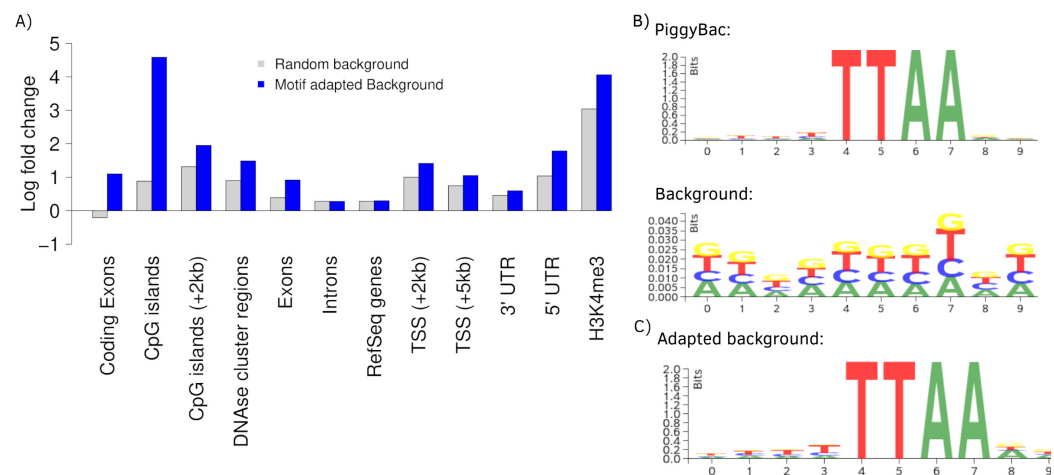 A)
5
4
3
2
1
0
−1
Log fold change
Random background
Motif adapted Background
Coding Exons
CpG islands
CpG islands (+2kb)
DNAse cluster regions
Exons
Introns
RefSeq genes
TSS (+2kb)
TSS (+5kb)
3' UTR
5' UTR
H3K4me3
B)
PiggyBac:
2.0
1.8
1.6
1.4
1.2
1.0
0.8
0.6
0.4
0.2
0.0
Bits
TTAA
0 1 2 3 4 5 6 7 8 9
Background:
0.040
0.035
0.030
0.025
0.020
0.015
0.010
0.005
0.000
Bits
G G G G G G G G G G
T T T T T T T T T T
C C C C C C C C C C
A A A A A A A A A A
0 1 2 3 4 5 6 7 8 9
C)
Adapted background:
2.0
1.8
1.6
1.4
1.2
1.0
0.8
0.6
0.4
0.2
0.0
Bits
TTAA
0 1 2 3 4 5 6 7 8 9